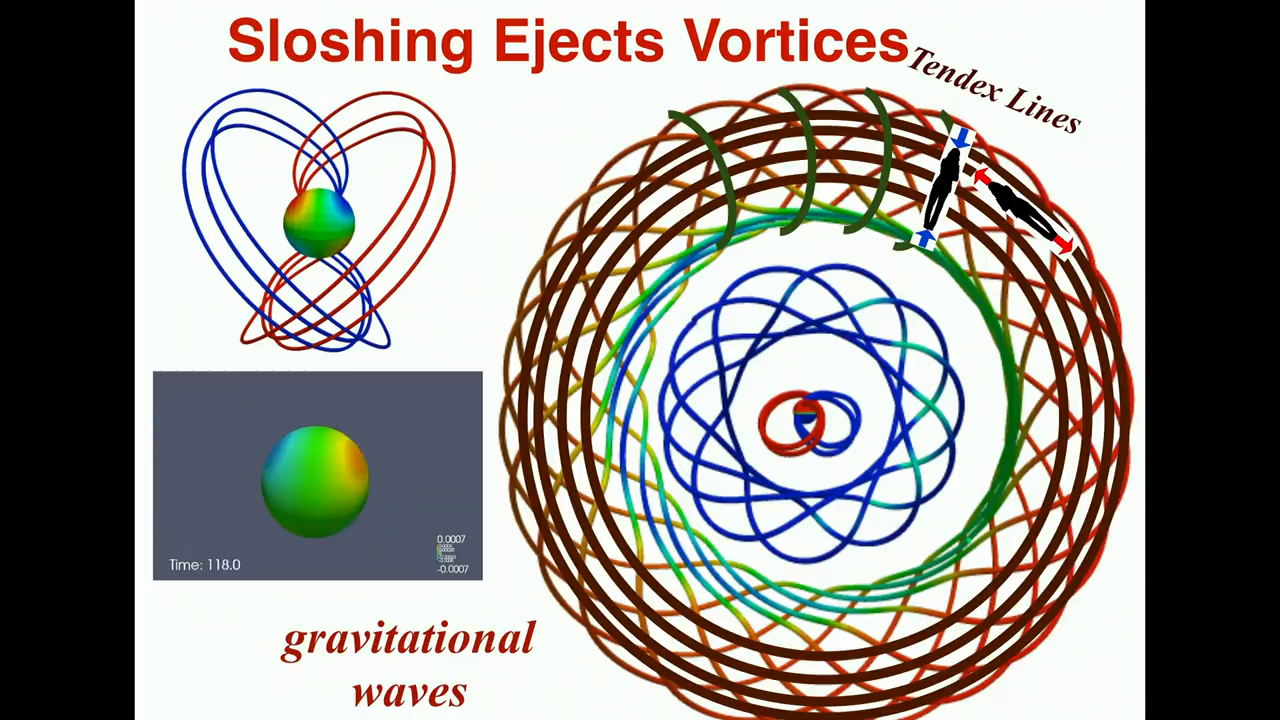 Sloshing Ejects Vortices
Tendex Lines
Time: 118.0
0.0007
-0.0007
gravitational
waves